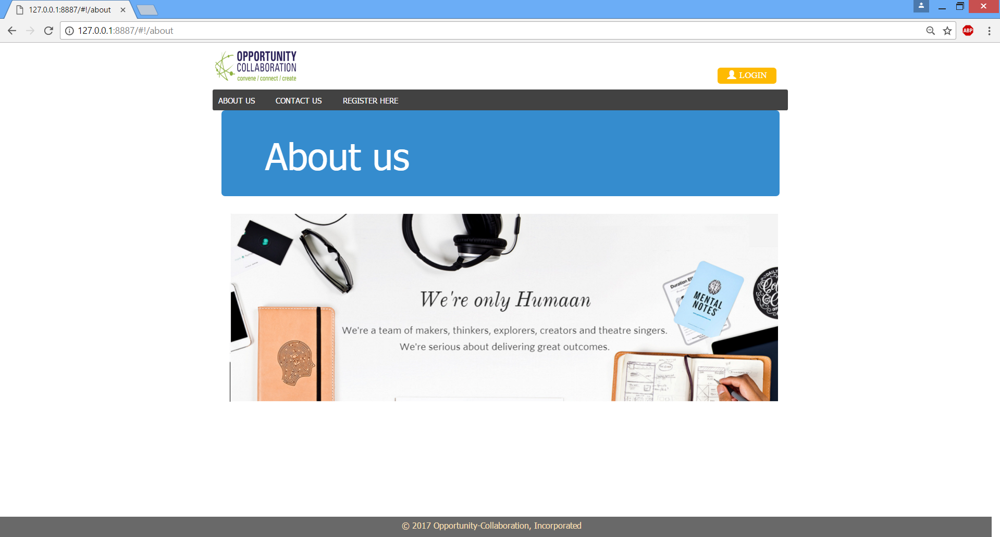 127.0.0.1:8887/#!/about
127.0.0.1:8887/#!/about
ABP
OPPORTUNITY
COLLABORATION
convene / connect / create
LOGIN
ABOUT US CONTACT US REGISTER HERE
About us
We're only Humaan
We're a team of makers, thinkers, explorers, creators and theatre singers.
We're serious about delivering great outcomes.
MENTAL
NOTES
© 2017 Opportunity-Collaboration, Incorporated